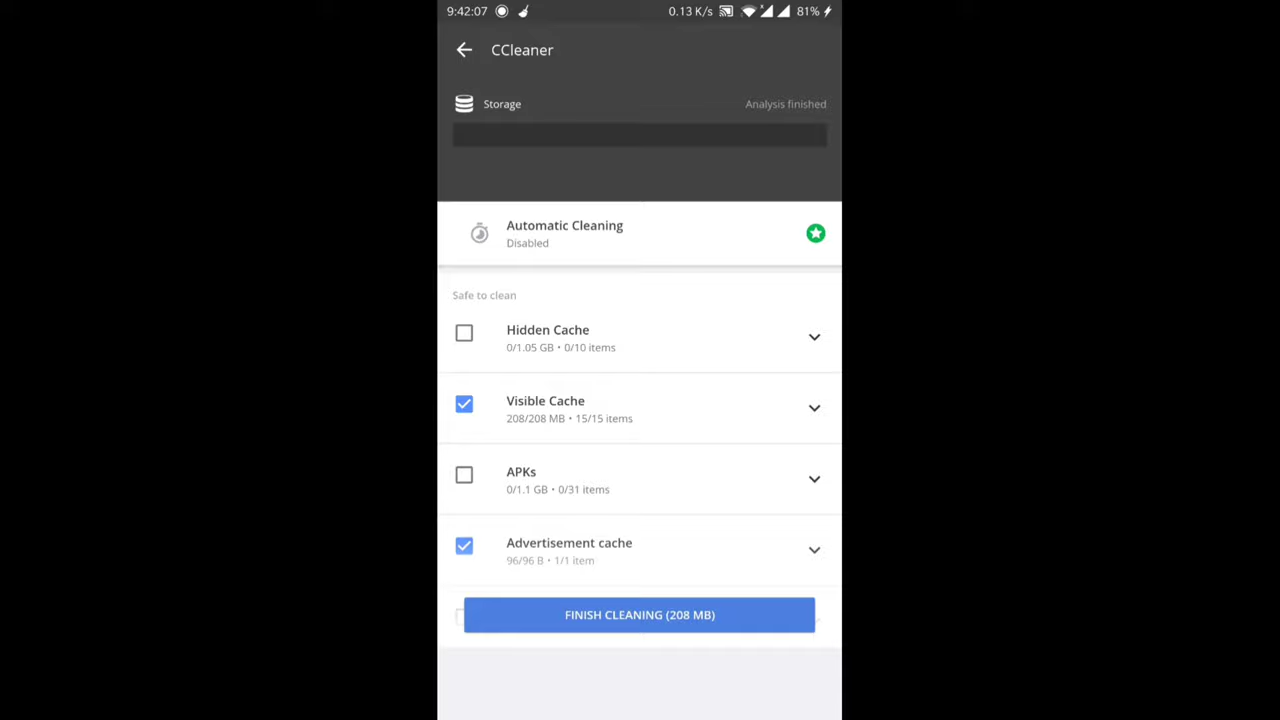 9:42:07 0.13 K/s 81%
CCleaner
Storage Analysis finished
Automatic Cleaning
Disabled
Safe to clean
Hidden Cache
0/1.05 GB • 0/10 items
Visible Cache
208/208 MB • 15/15 items
APKs
0/1.1 GB • 0/31 items
Advertisement cache
96/96 B • 1/1 item
FINISH CLEANING (208 MB)